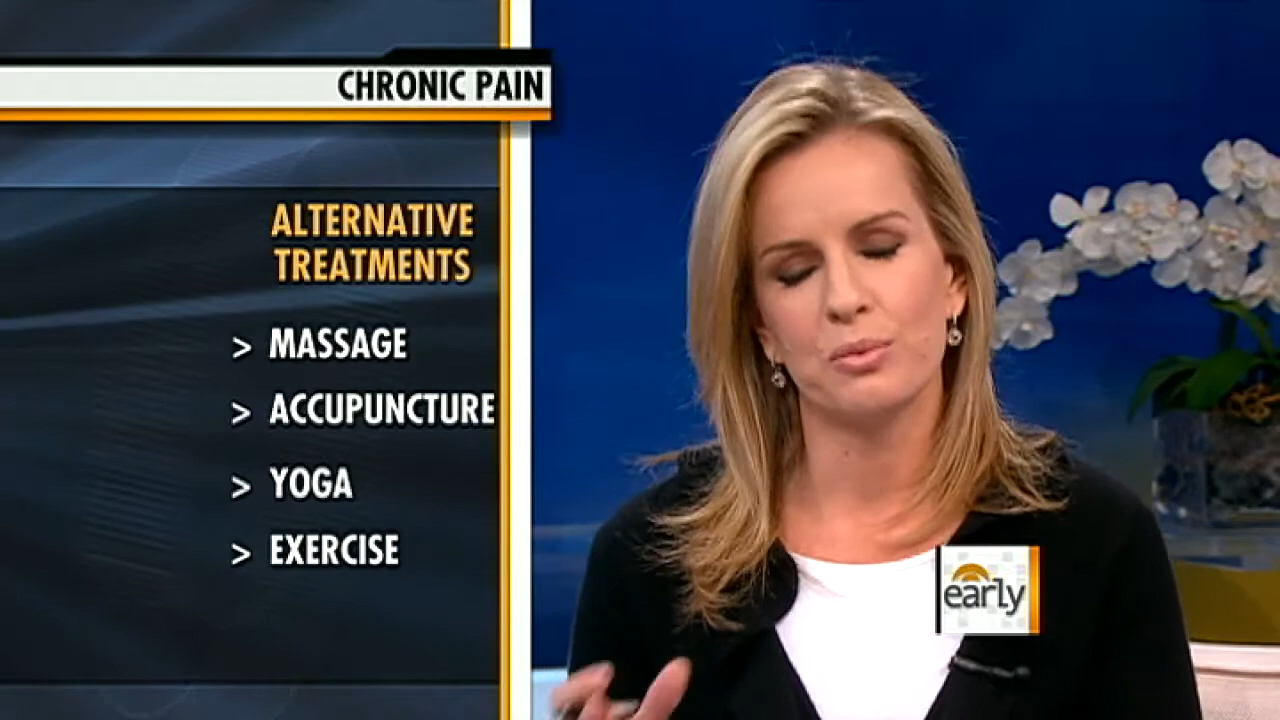 CHRONIC PAIN
ALTERNATIVE
TREATMENTS
> MASSAGE
> ACCUPUNCTURE
> YOGA
> EXERCISE
early